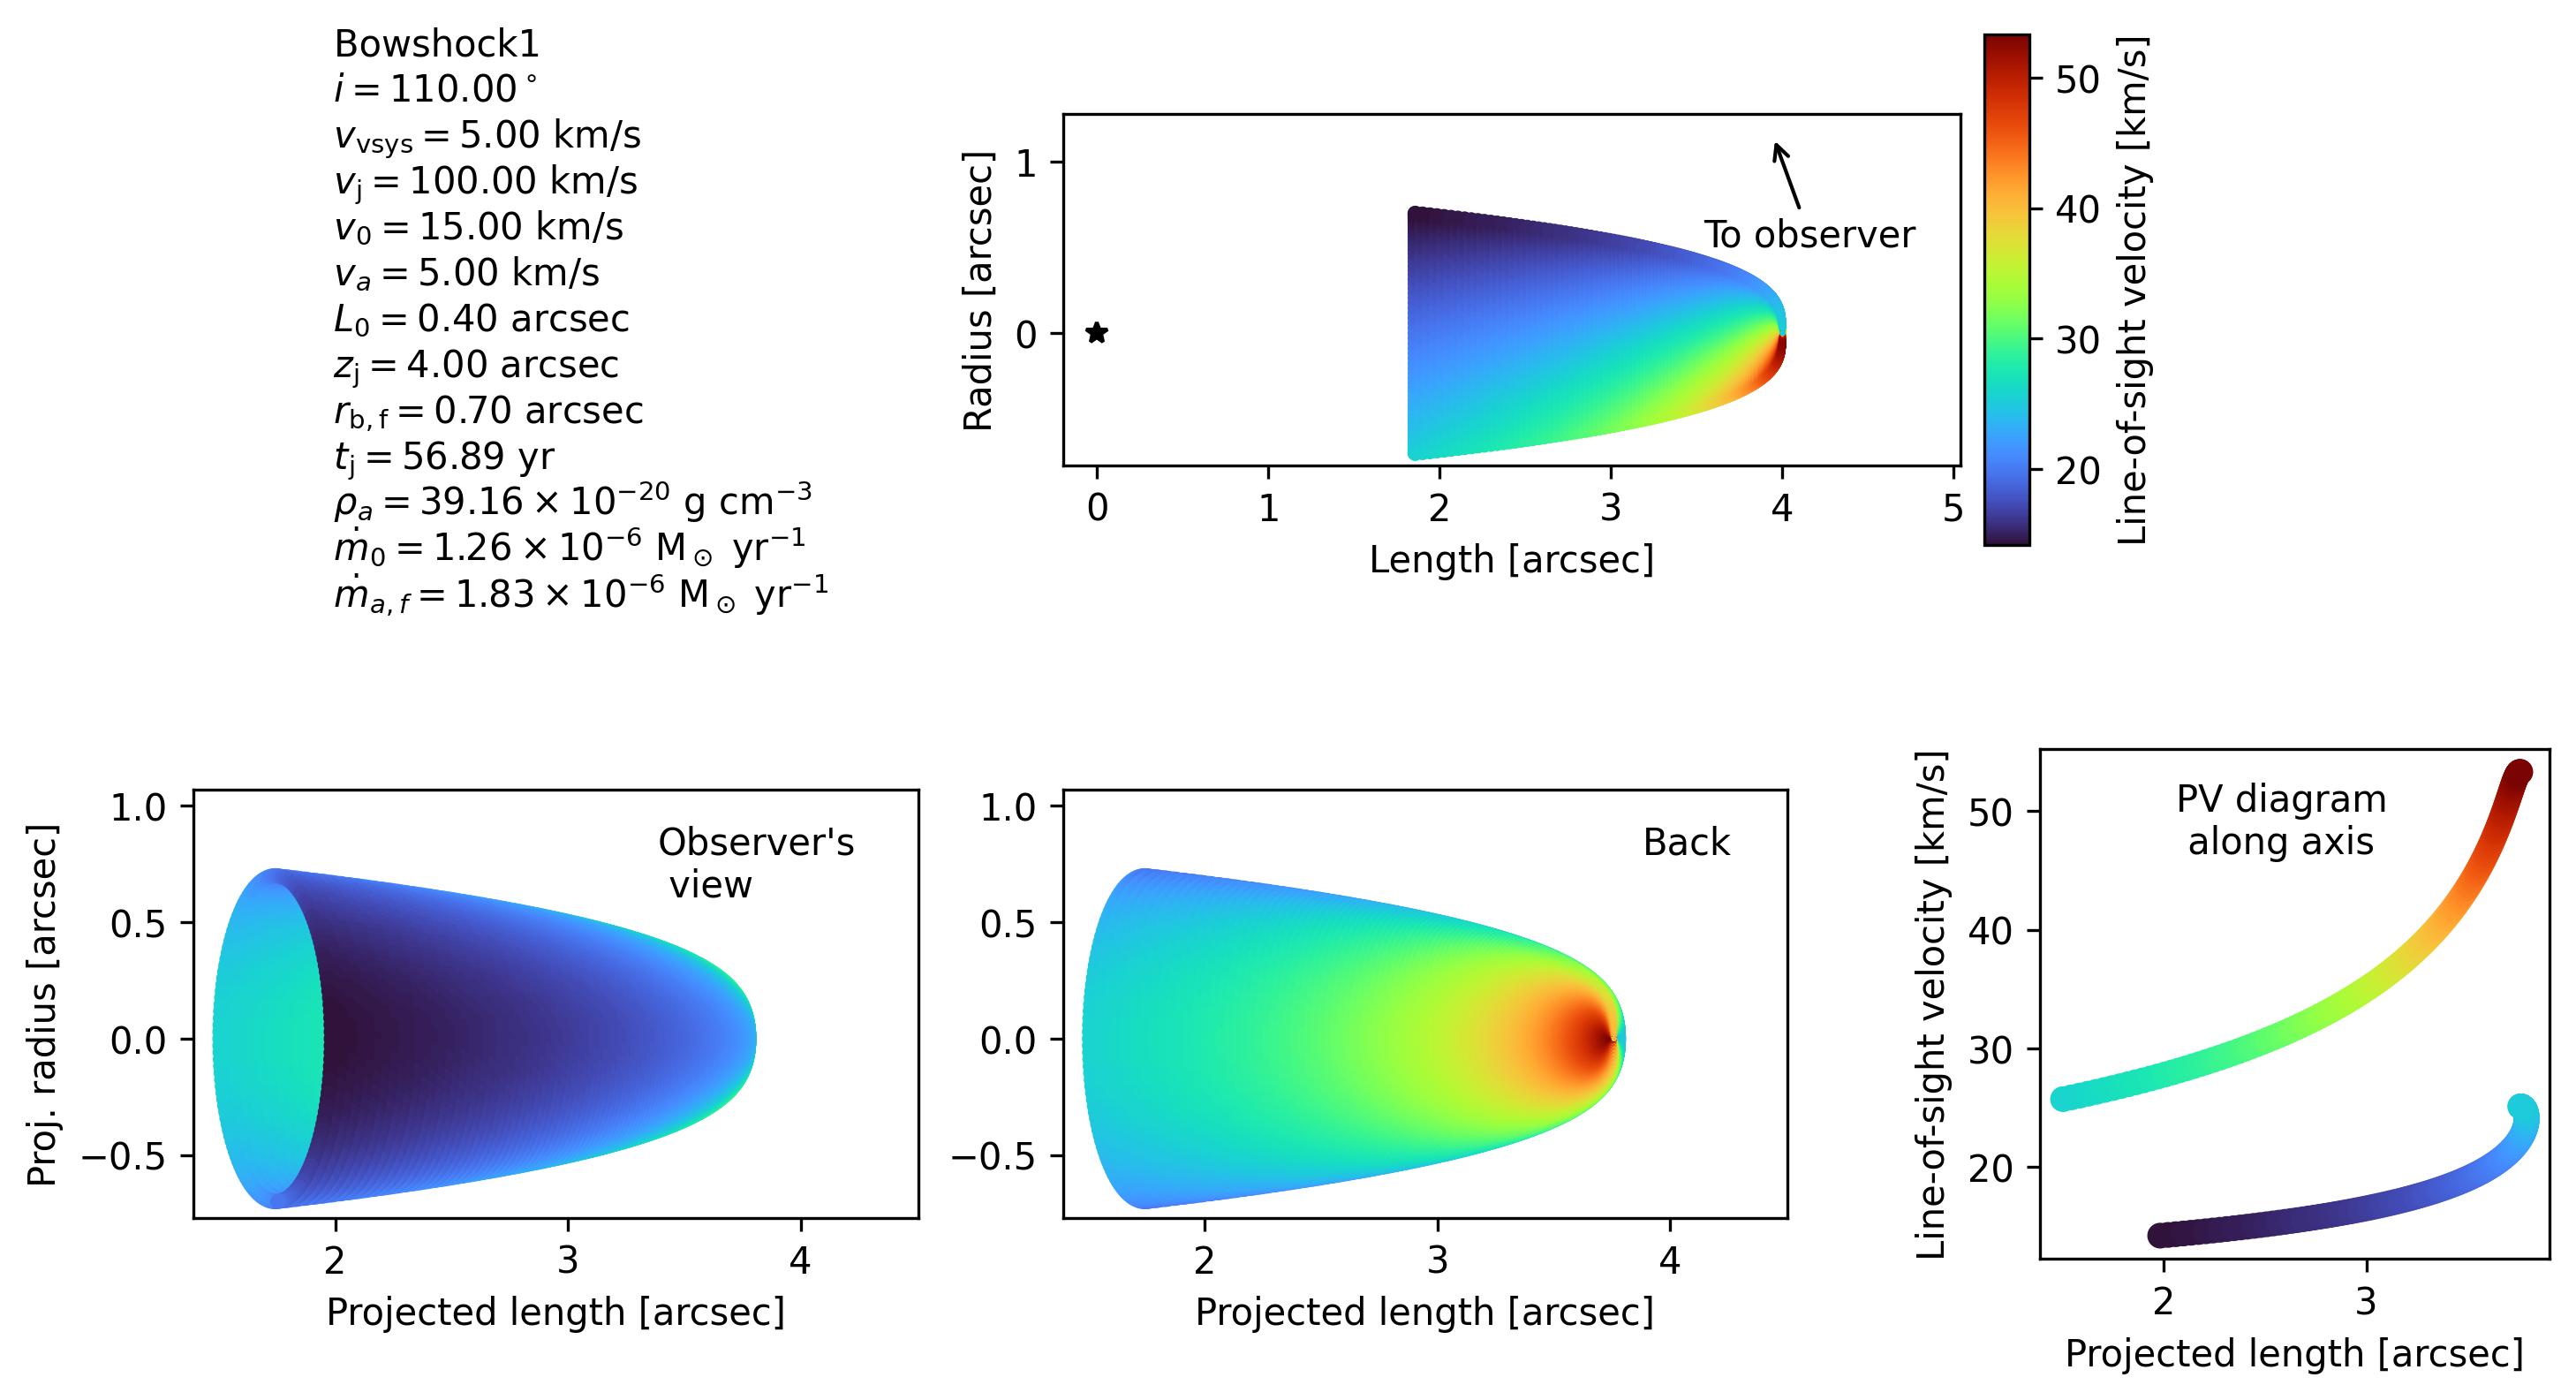 Bowshock1
i = 110.00°
v_vsys = 5.00 km/s
v_j = 100.00 km/s
v_0 = 15.00 km/s
v_a = 5.00 km/s
L_0 = 0.40 arcsec
z_j = 4.00 arcsec
r_b,f = 0.70 arcsec
t_j = 56.89 yr
ρ_a = 39.16 × 10^−20 g cm^−3
ṁ_0 = 1.26 × 10^−6 M_⊙ yr^−1
ṁ_a,f = 1.83 × 10^−6 M_⊙ yr^−1
Radius [arcsec]
1
0
To observer
0 1 2 3 4 5
Length [arcsec]
50
40
30
20
Line-of-sight velocity [km/s]
Proj. radius [arcsec]
1.0
0.5
0.0
−0.5
Observer's
view
2 3 4
Projected length [arcsec]
1.0
0.5
0.0
−0.5
Back
2 3 4
Projected length [arcsec]
Line-of-sight velocity [km/s]
50
40
30
20
PV diagram
along axis
2 3
Projected length [arcsec]